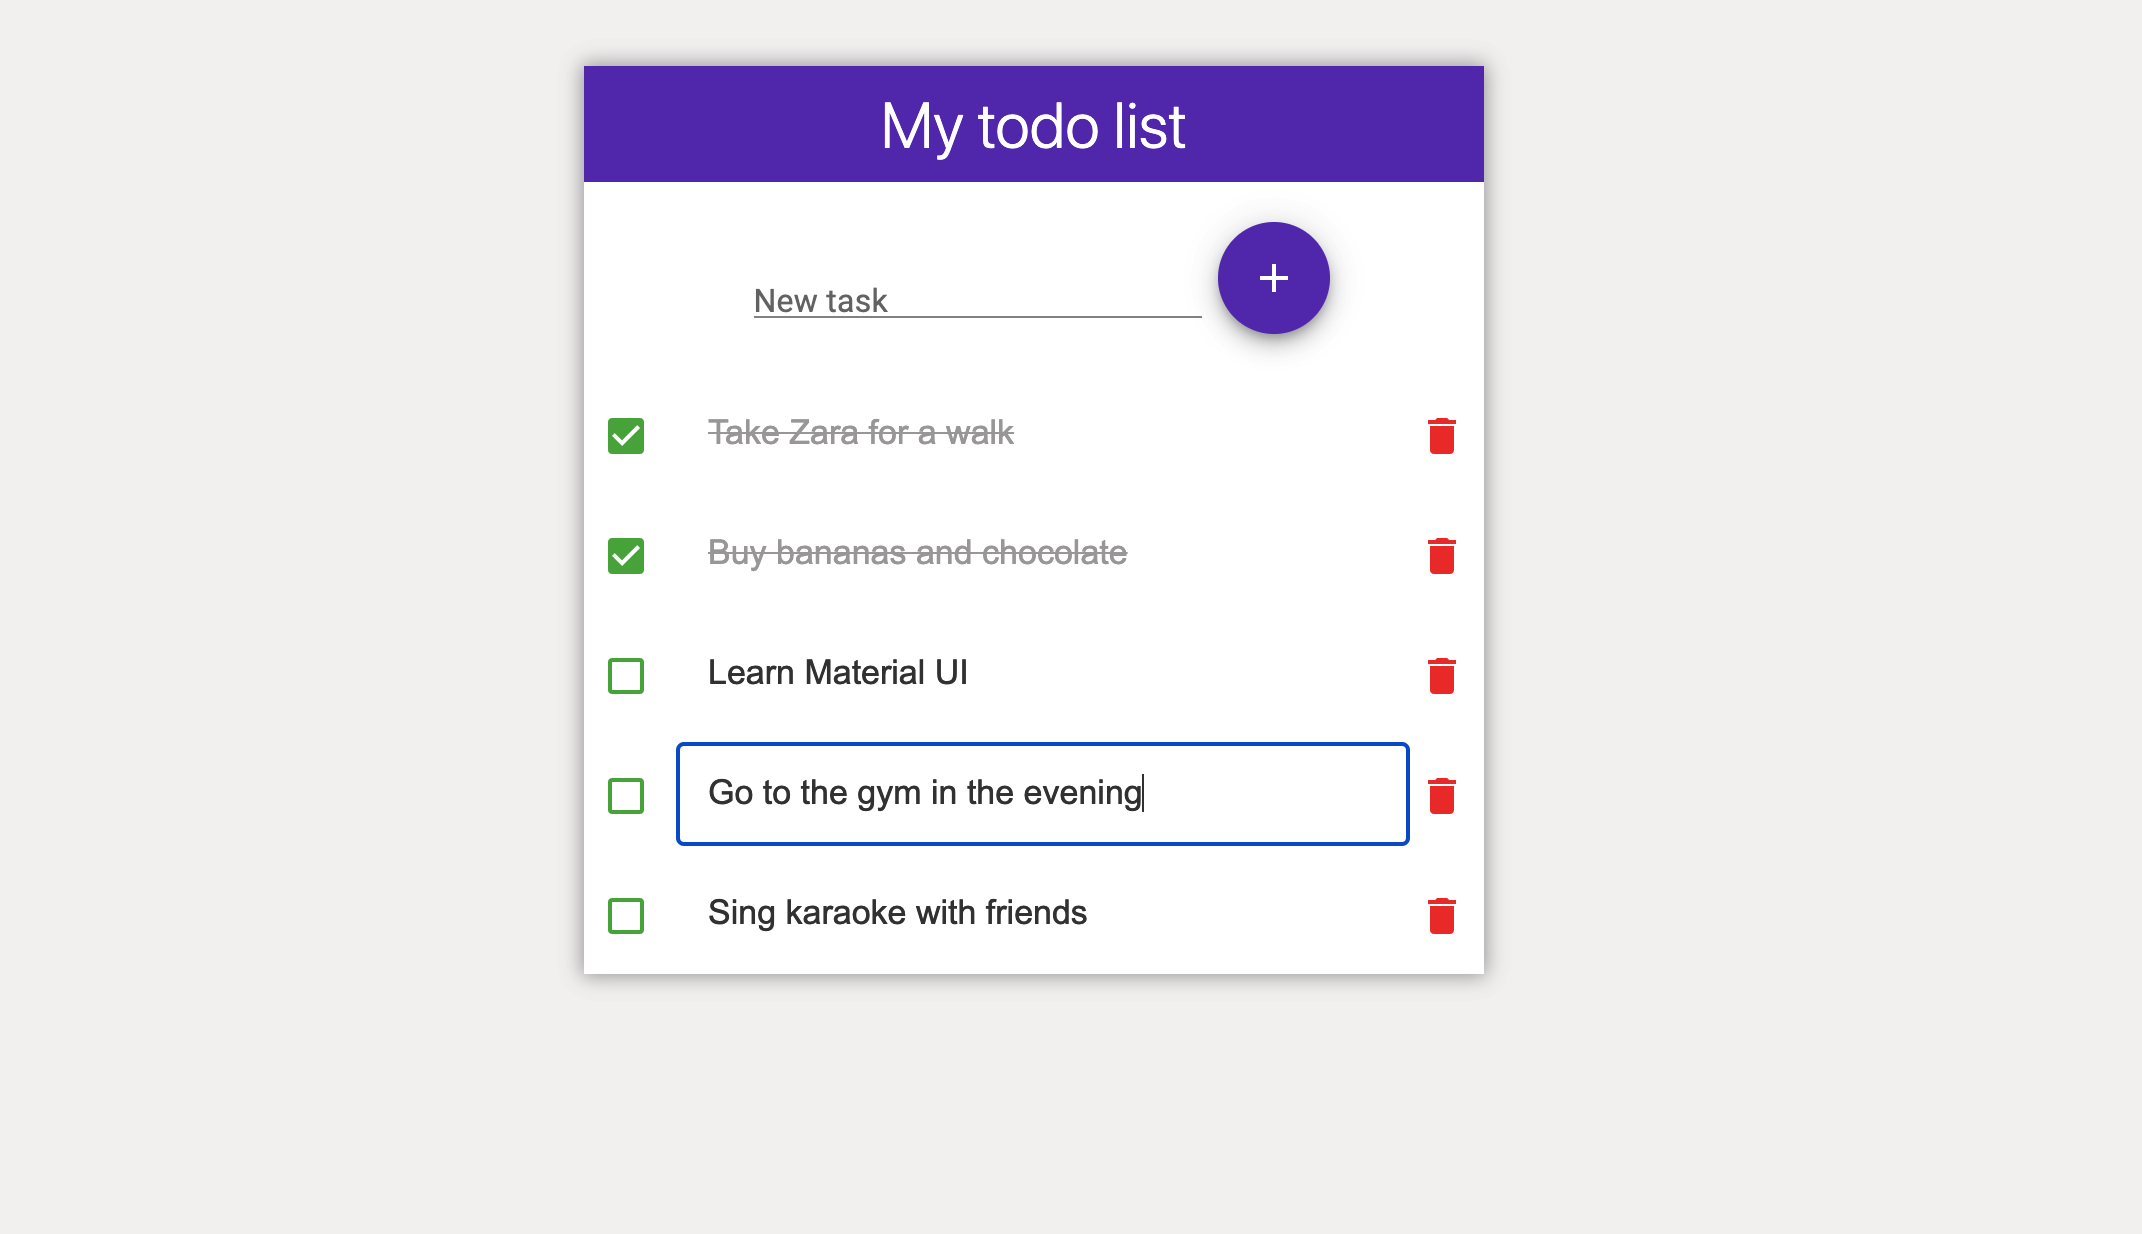 My todo list
New task
Take Zara for a walk
Buy bananas and chocolate
Learn Material UI
Go to the gym in the evening
Sing karaoke with friends